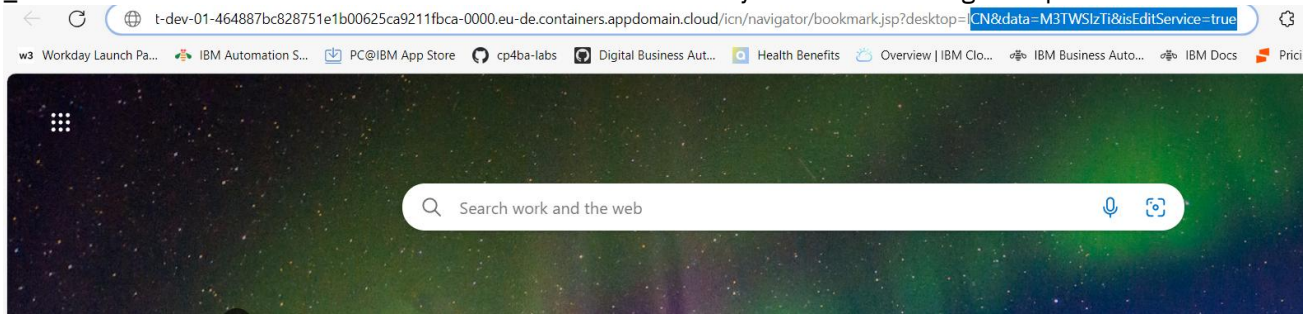 t-dev-01-464887bc828751e1b00625ca9211fbca-0000.eu-de.containers.appdomain.cloud/icn/navigator/bookmark.jsp?desktop=ICN&data=M3TWSIzTi&isEditService=true
w3 Workday Launch Pa... IBM Automation S... PC@IBM App Store cp4ba-labs Digital Business Aut... Health Benefits Overview | IBM Clo... IBM Business Auto... IBM Docs Prici
Search work and the web